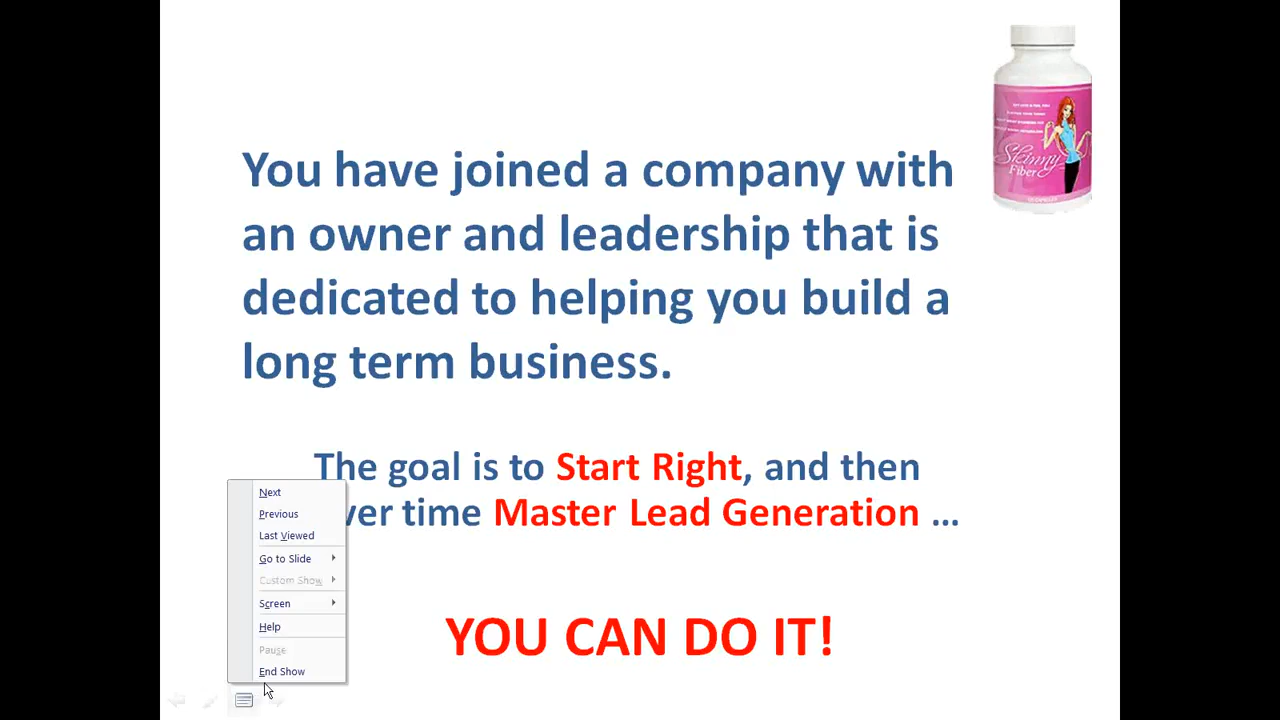 You have joined a company with
an owner and leadership that is
dedicated to helping you build a
long term business.
Skinny
Fiber
The goal is to Start Right, and then
ver time Master Lead Generation ...
Next
Previous
Last Viewed
Go to Slide
Custom Show
Screen
Help
Pause
End Show
YOU CAN DO IT!